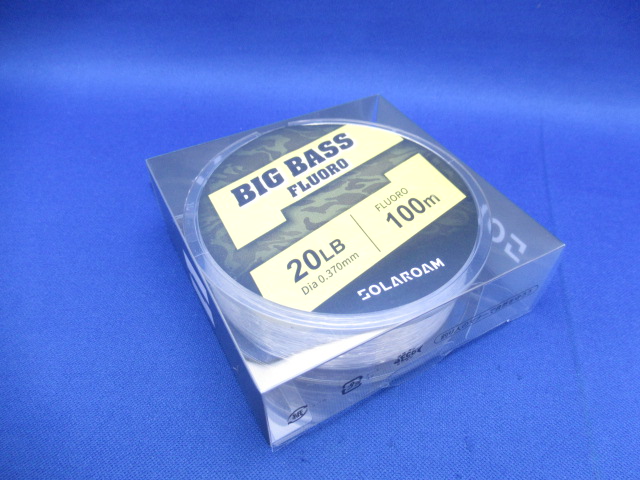 BIG BASS
FLUORO
20LB
Dia 0.370mm
FLUORO
100m
SOLAROAM